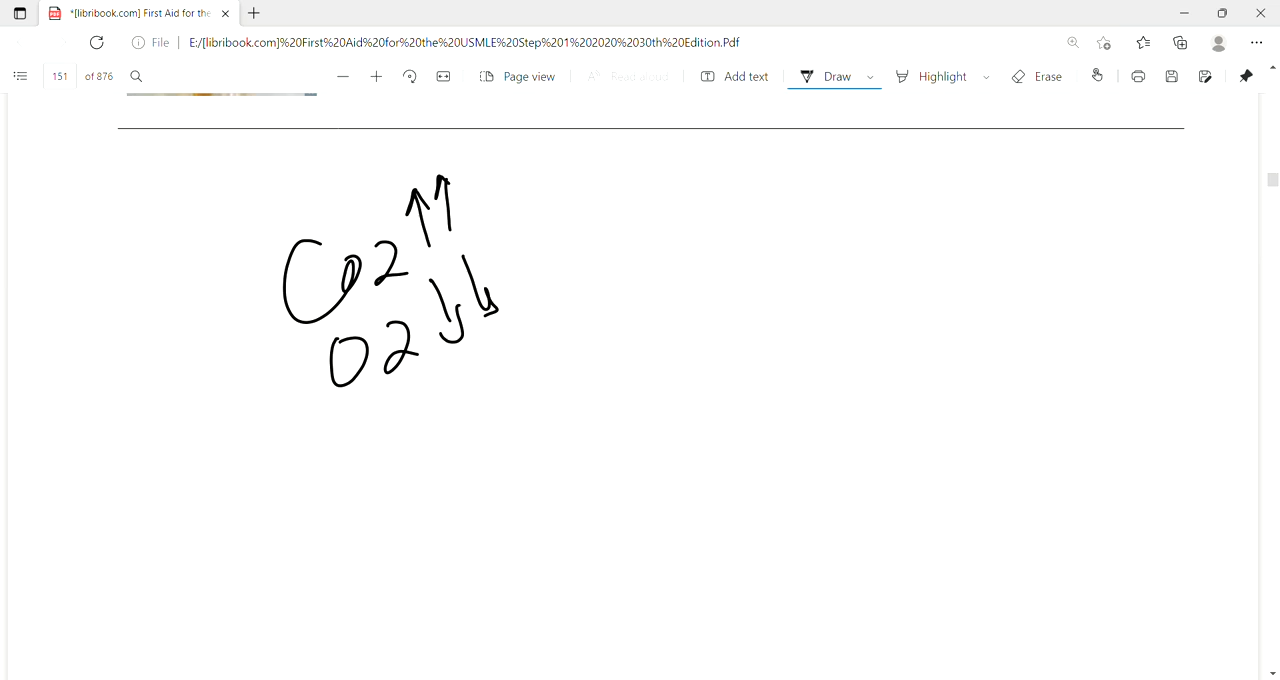 *[libribook.com] First Aid for the
File E:/[libribook.com]%20First%20Aid%20for%20the%20USMLE%20Step%201%202020%2030th%20Edition.Pdf
151 of 876 Page view Read aloud Add text Draw Highlight Erase
Co2 ↑↑
O2 ↓↓